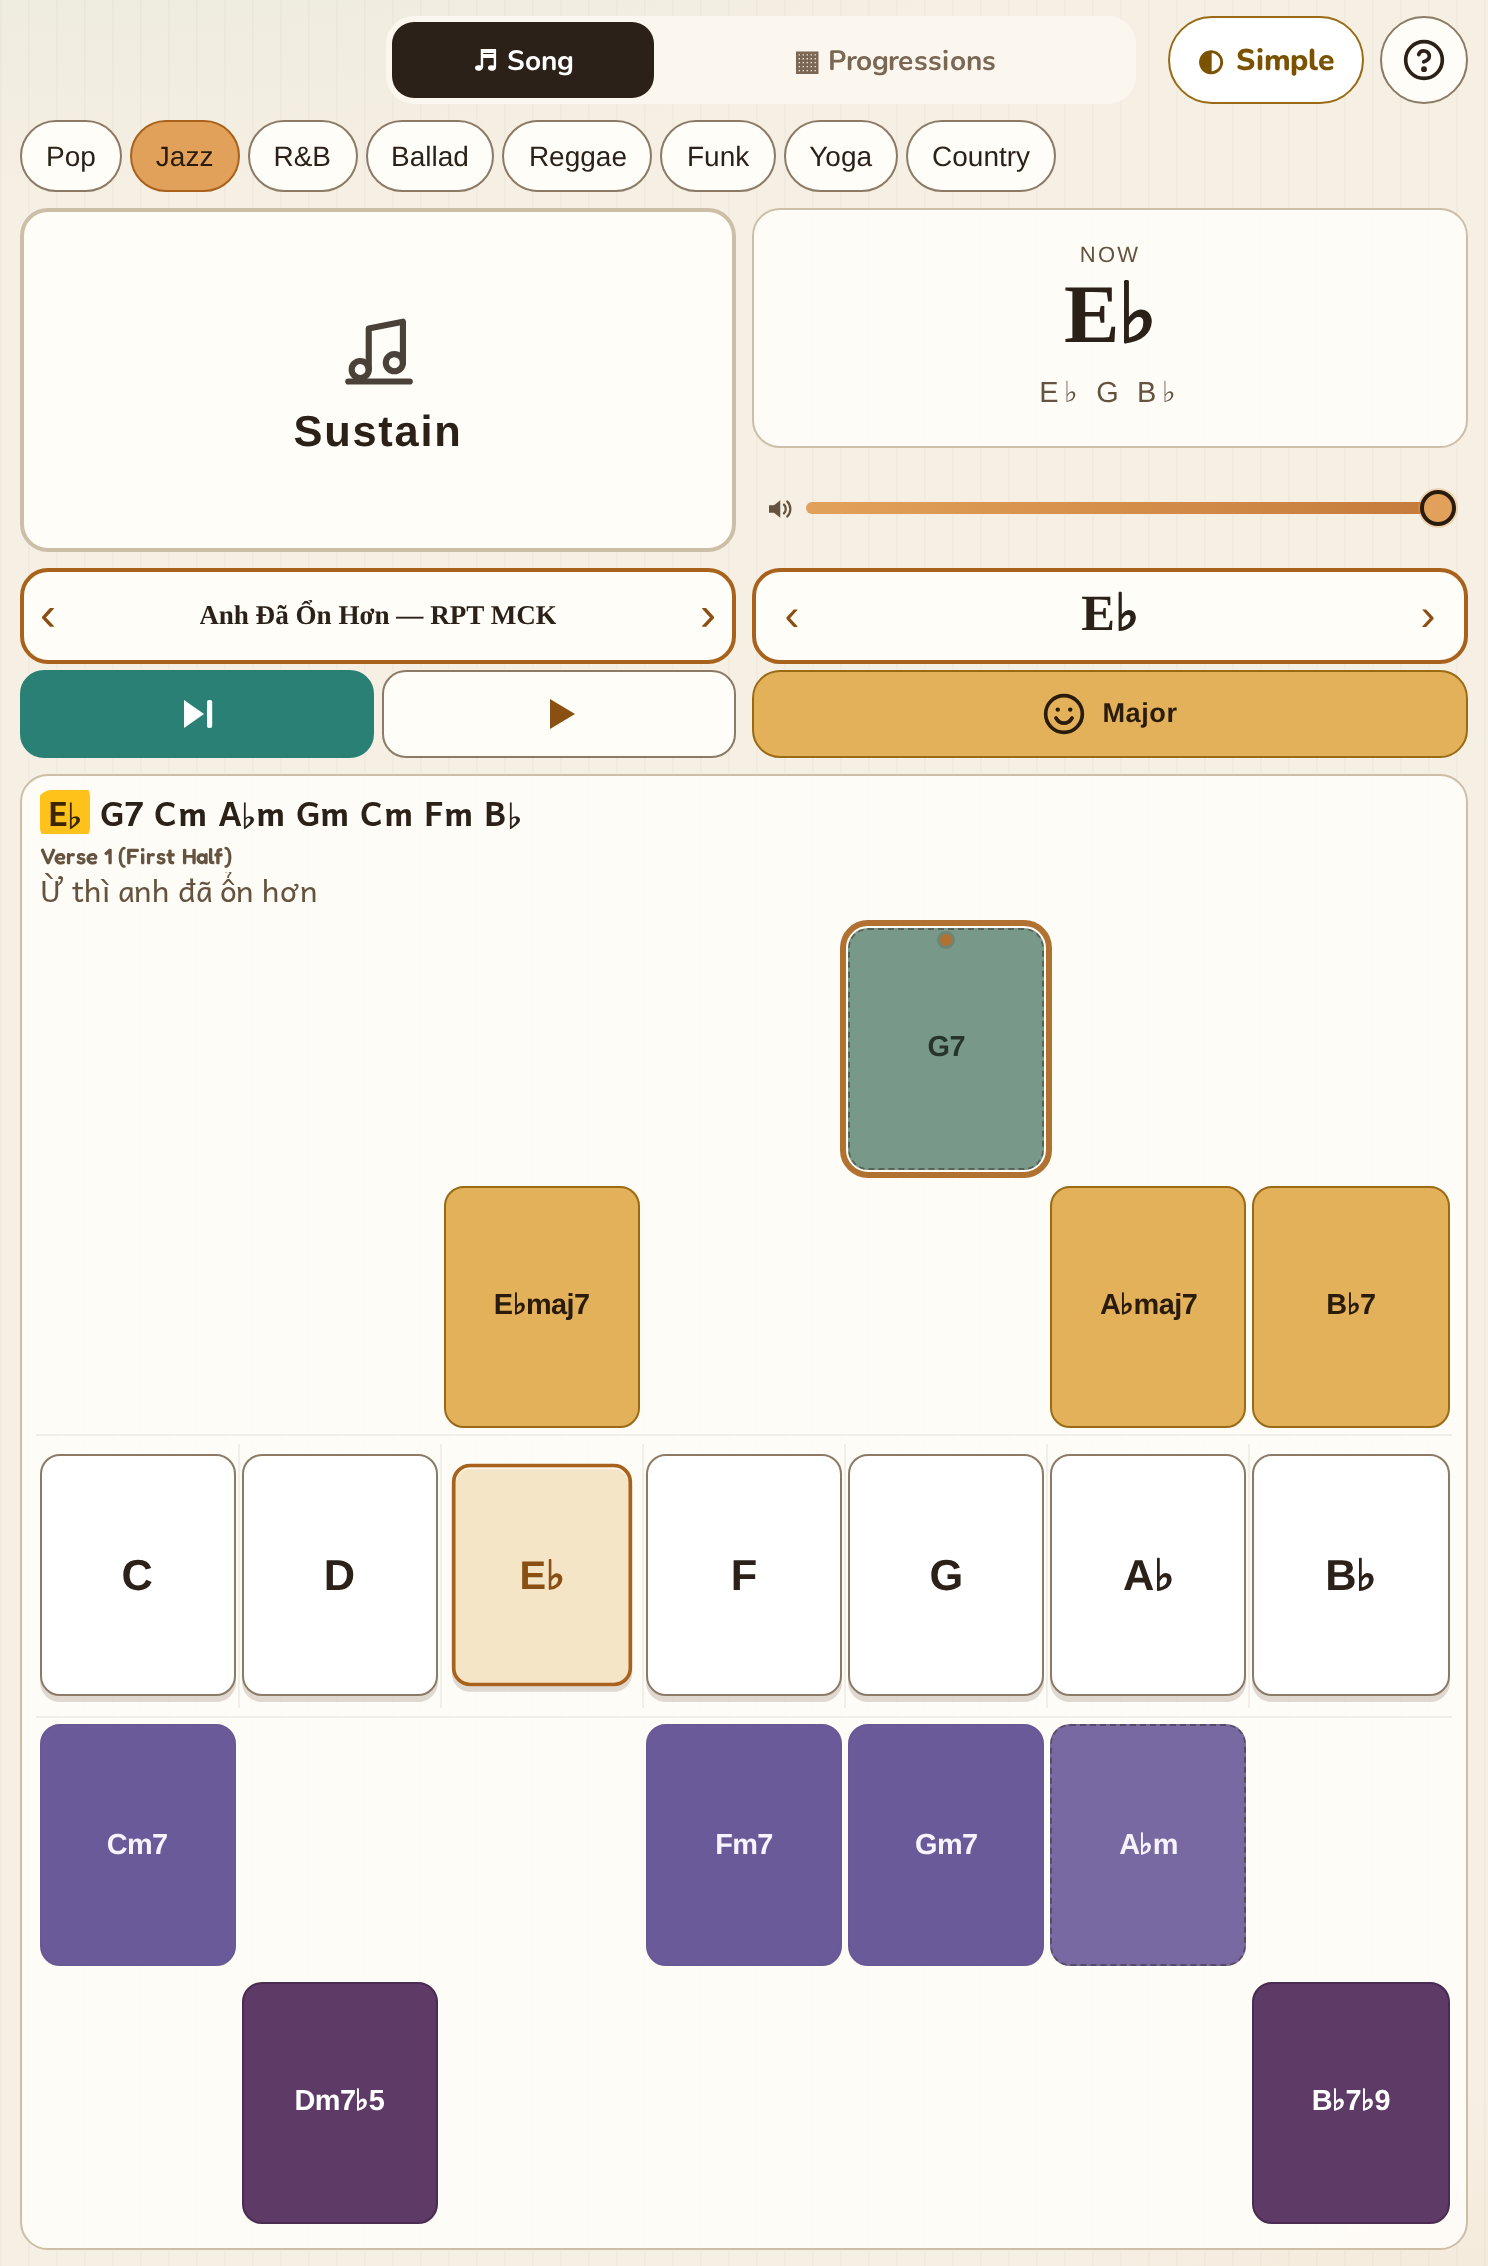 Song
Progressions
Simple
Pop
Jazz
R&B
Ballad
Reggae
Funk
Yoga
Country
Sustain
NOW
E♭
E♭ G B♭
Anh Đã Ổn Hơn — RPT MCK
E♭
Major
E♭ G7 Cm A♭m Gm Cm Fm B♭
Verse 1 (First Half)
Ừ thì anh đã ổn hơn
G7
E♭maj7
A♭maj7
B♭7
C
D
E♭
F
G
A♭
B♭
Cm7
Fm7
Gm7
A♭m
Dm7♭5
B♭7♭9